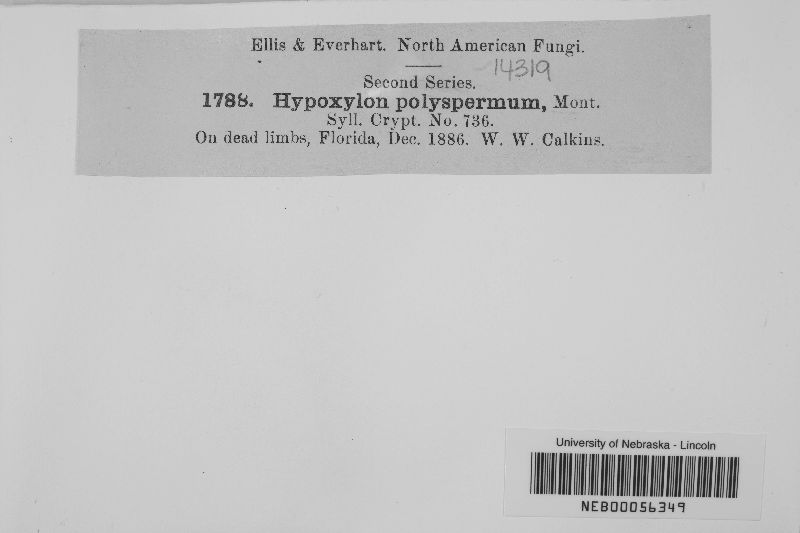 Ellis & Everhart. North American Fungi.
14319
Second Series.
1788. Hypoxylon polyspermum, Mont.
Syll. Crypt. No. 736.
On dead limbs, Florida, Dec. 1886. W. W. Calkins.
University of Nebraska - Lincoln
NEB00056349